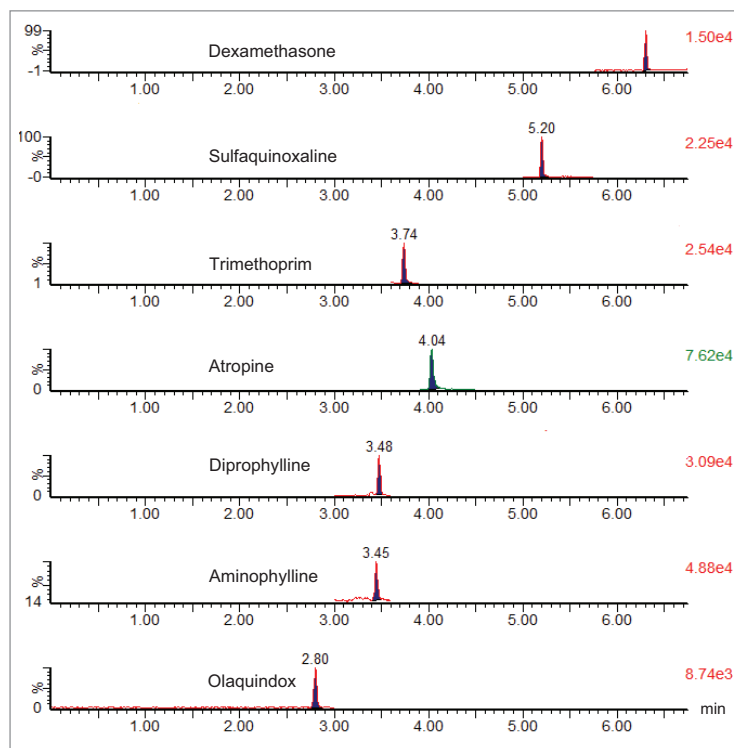 99
%
-1
Dexamethasone
1.50e4
1.00 2.00 3.00 4.00 5.00 6.00
100
%
-0
Sulfaquinoxaline
5.20
2.25e4
1.00 2.00 3.00 4.00 5.00 6.00
%
1
Trimethoprim
3.74
2.54e4
1.00 2.00 3.00 4.00 5.00 6.00
%
0
Atropine
4.04
7.62e4
1.00 2.00 3.00 4.00 5.00 6.00
%
0
Diprophylline
3.48
3.09e4
1.00 2.00 3.00 4.00 5.00 6.00
%
14
Aminophylline
3.45
4.88e4
1.00 2.00 3.00 4.00 5.00 6.00
%
0
Olaquindox
2.80
8.74e3
min
1.00 2.00 3.00 4.00 5.00 6.00